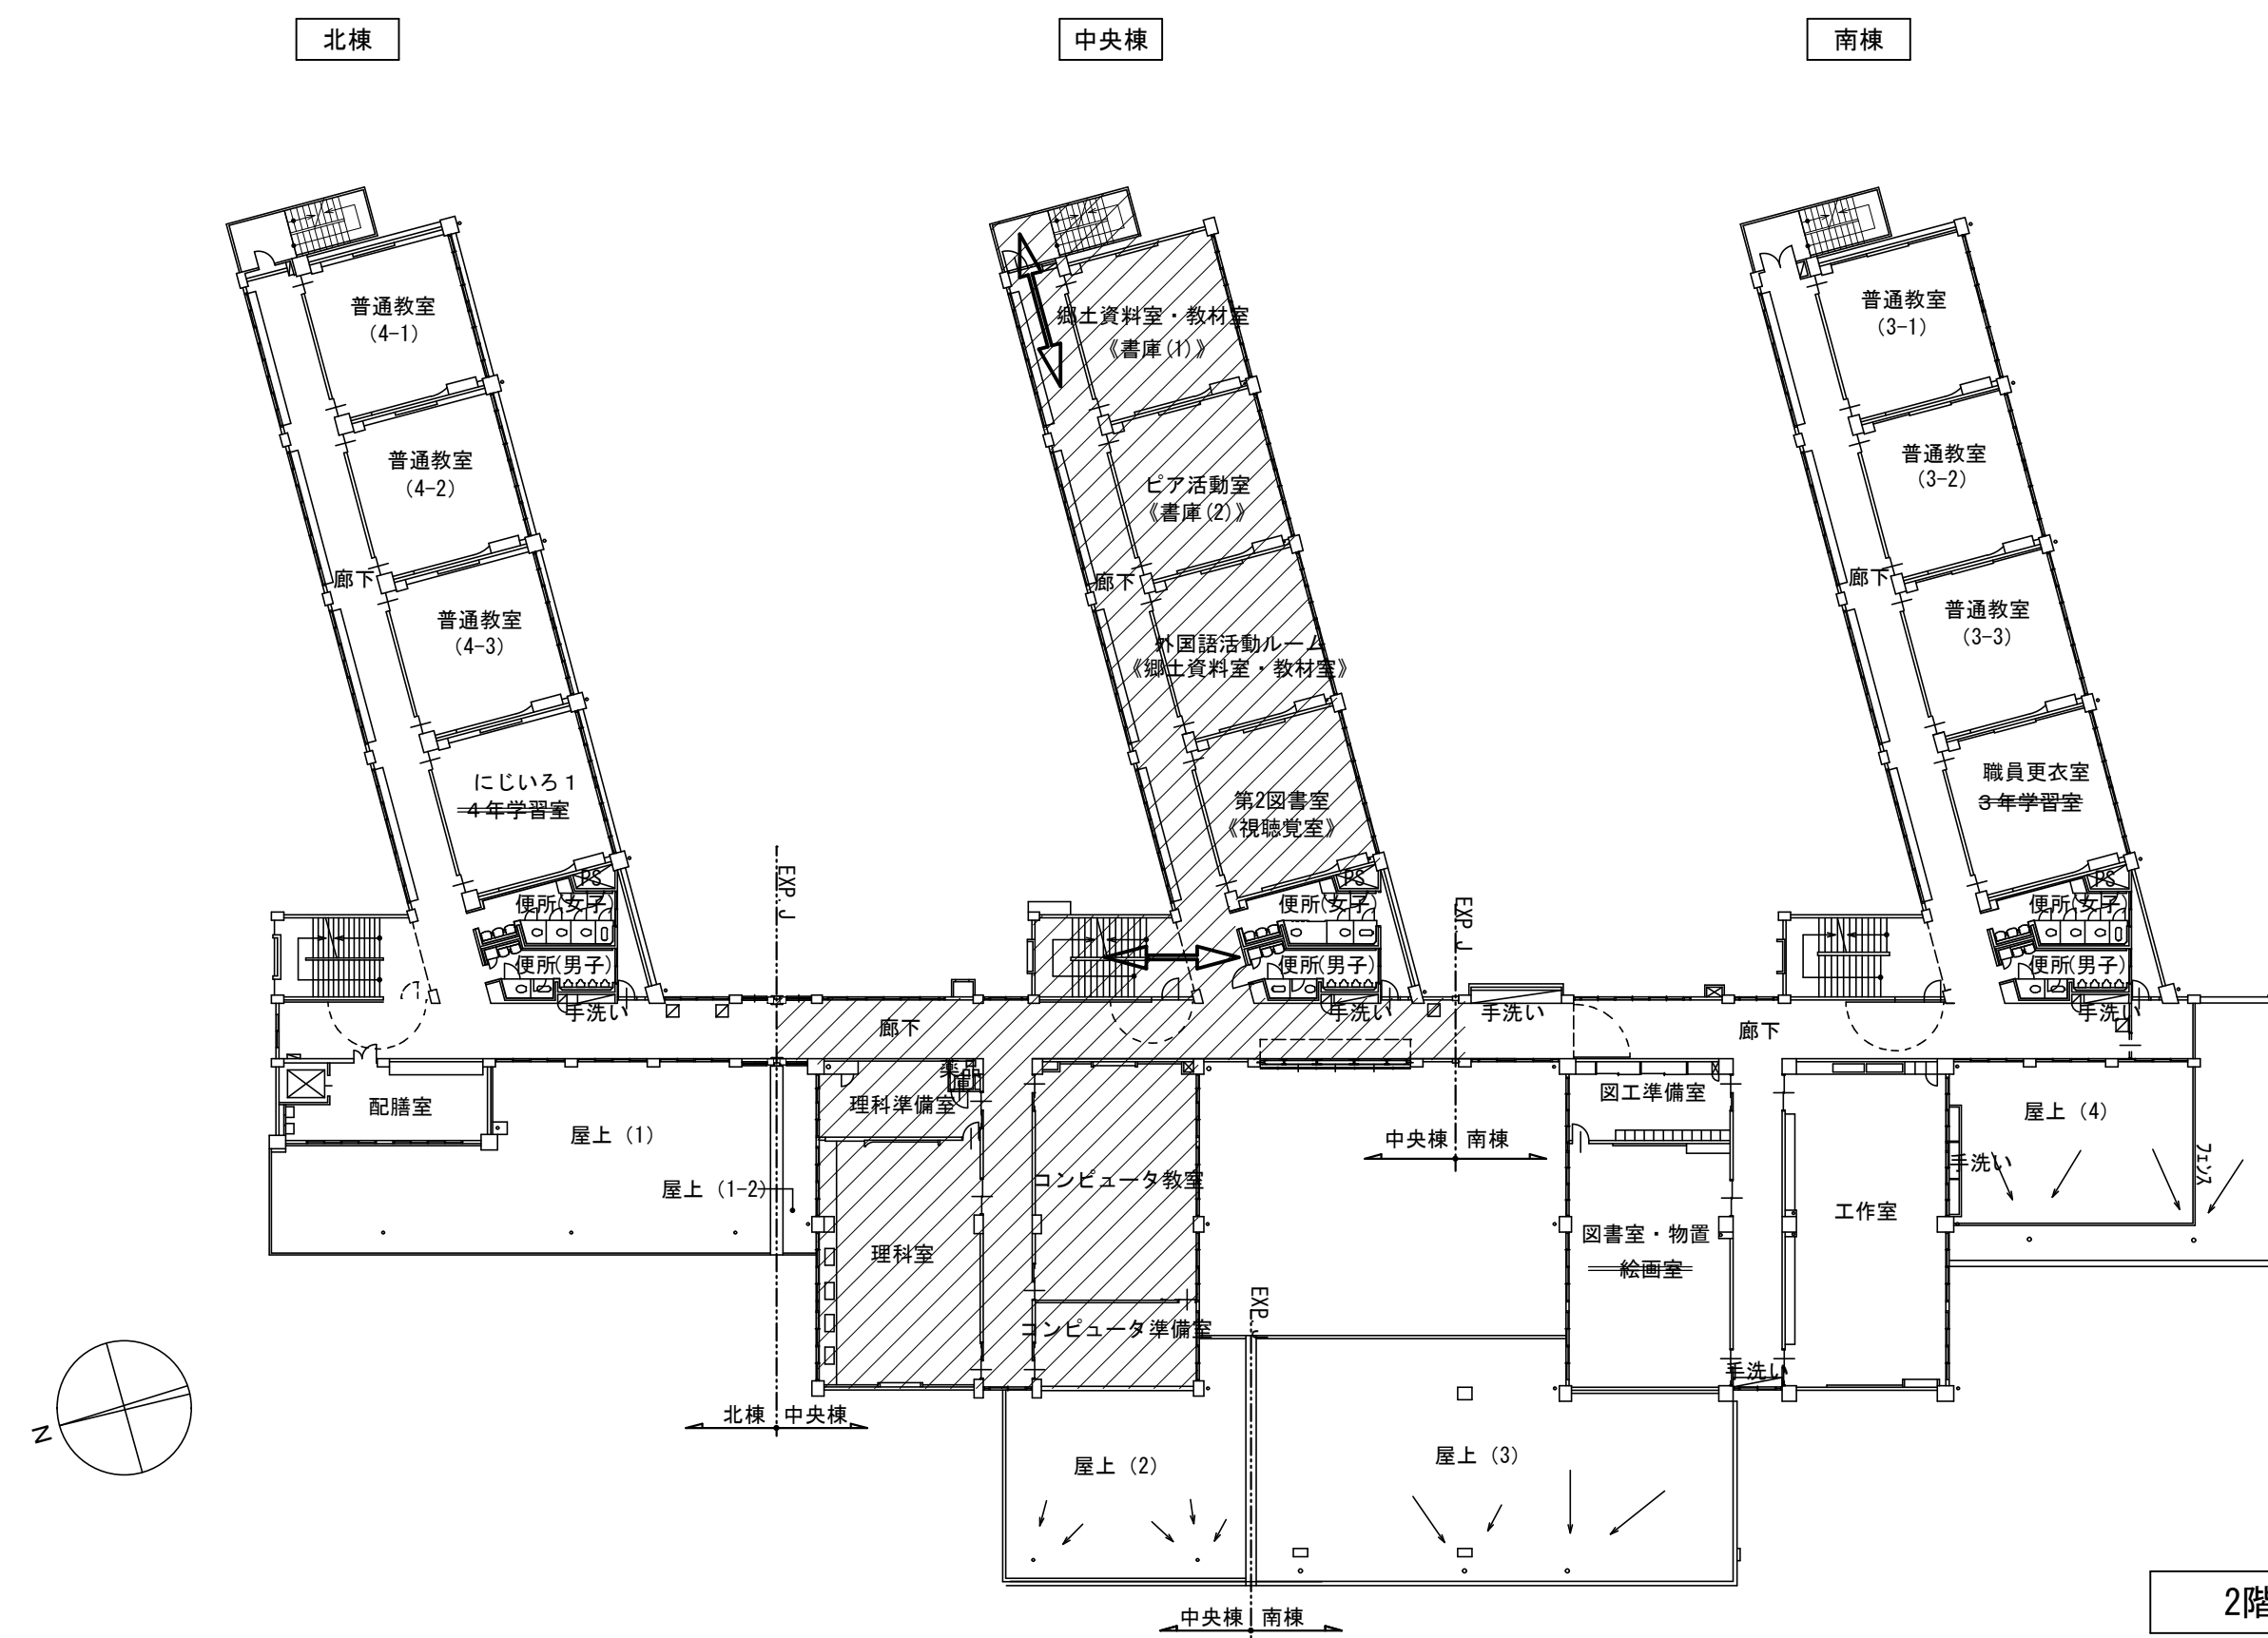 北棟
中央棟
南棟
普通教室
(4-1)
普通教室
(4-2)
廊下
普通教室
(4-3)
にじいろ1
4年学習室
PS
便所(女子)
便所(男子)
手洗い
郷土資料室・教材室
《書庫(1)》
ピア活動室
《書庫(2)》
廊下
外国語活動ルーム
《郷土資料室・教材室》
第2図書室
《視聴覚室》
PS
便所(女子)
便所(男子)
手洗い
普通教室
(3-1)
普通教室
(3-2)
廊下
普通教室
(3-3)
職員更衣室
3年学習室
PS
便所(女子)
便所(男子)
手洗い
EXP.J
EXP.J
廊下
手洗い
廊下
配膳室
屋上 (1)
屋上 (1-2)
薬品庫
理科準備室
理科室
コンピュータ教室
コンピュータ準備室
中央棟 南棟
図工準備室
図書室・物置
絵画室
工作室
手洗い
手洗い
屋上 (4)
フェンス
EXP.J
北棟 中央棟
屋上 (2)
屋上 (3)
中央棟 南棟
N
2階